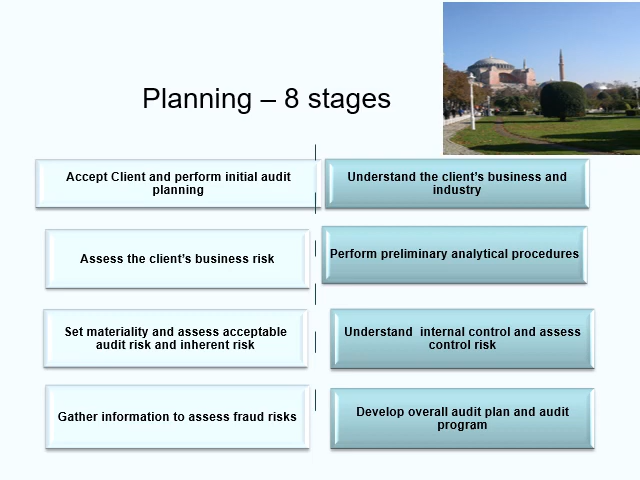 Planning – 8 stages
Accept Client and perform initial audit
planning
Understand the client's business and
industry
Assess the client's business risk
Perform preliminary analytical procedures
Set materiality and assess acceptable
audit risk and inherent risk
Understand  internal control and assess
control risk
Gather information to assess fraud risks
Develop overall audit plan and audit
program